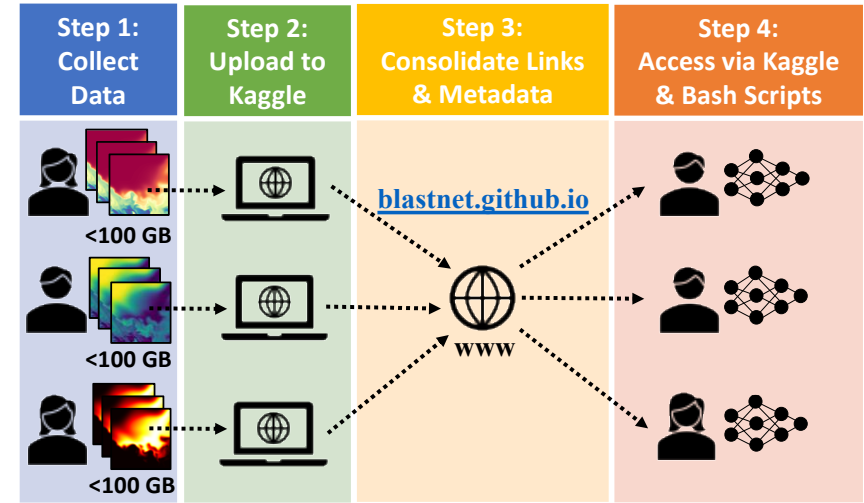 Step 1:
Collect
Data
Step 2:
Upload to
Kaggle
Step 3:
Consolidate Links
& Metadata
Step 4:
Access via Kaggle
& Bash Scripts
<100 GB
<100 GB
<100 GB
blastnet.github.io
www